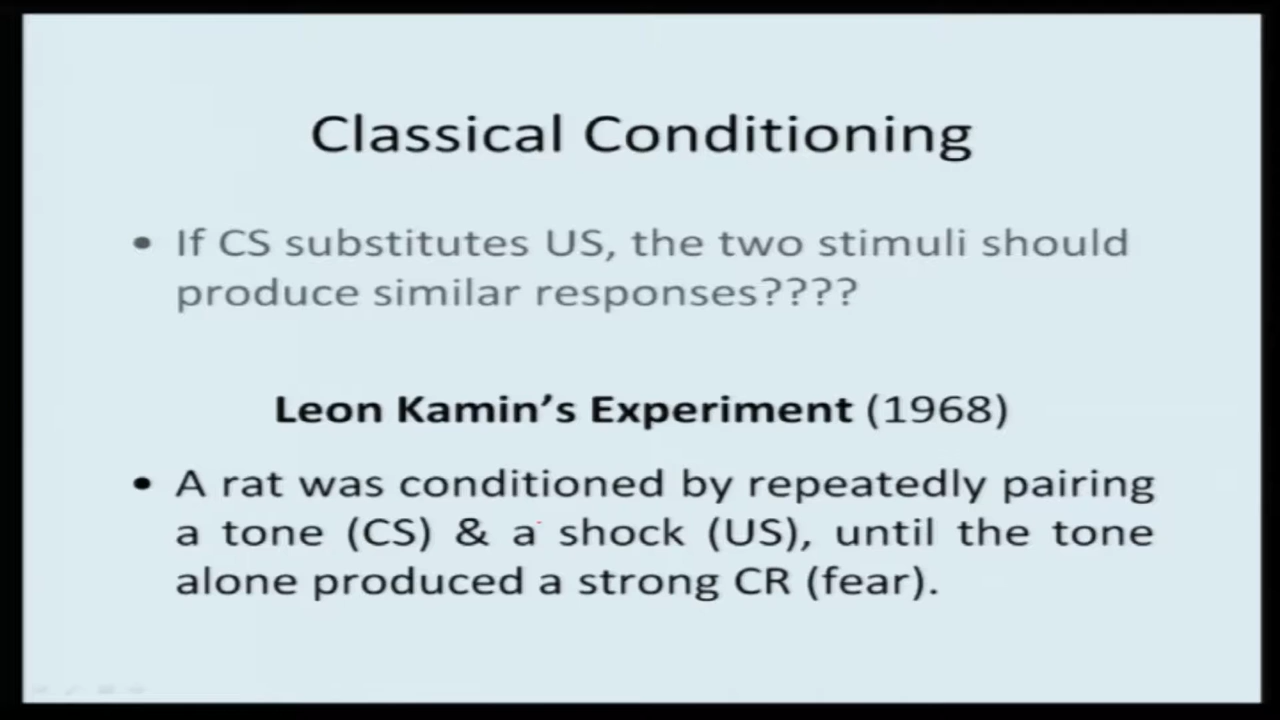 Classical Conditioning
• If CS substitutes US, the two stimuli should
produce similar responses????
Leon Kamin's Experiment (1968)
• A rat was conditioned by repeatedly pairing
a tone (CS) & a shock (US), until the tone
alone produced a strong CR (fear).